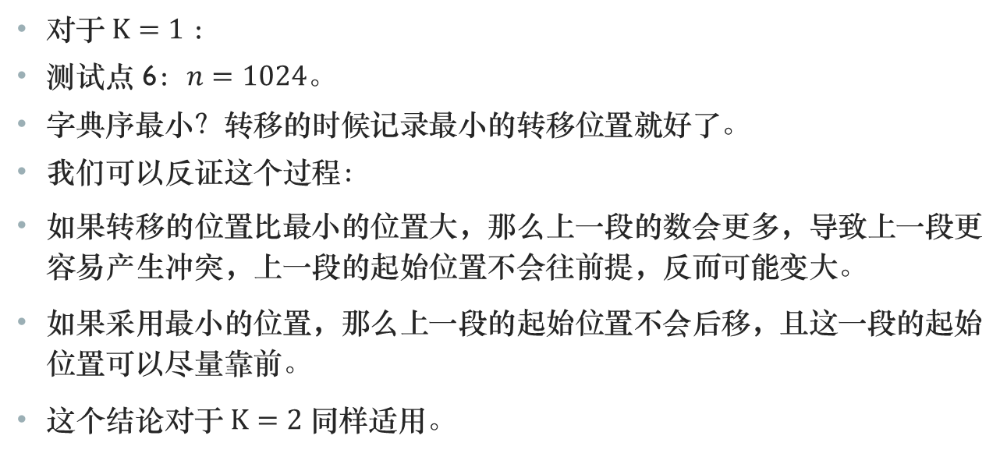 • 对于 K = 1：
• 测试点 6：n = 1024。
• 字典序最小？转移的时候记录最小的转移位置就好了。
• 我们可以反证这个过程：
• 如果转移的位置比最小的位置大，那么上一段的数会更多，导致上一段更
容易产生冲突，上一段的起始位置不会往前提，反而可能变大。
• 如果采用最小的位置，那么上一段的起始位置不会后移，且这一段的起始
位置可以尽量靠前。
• 这个结论对于 K = 2 同样适用。